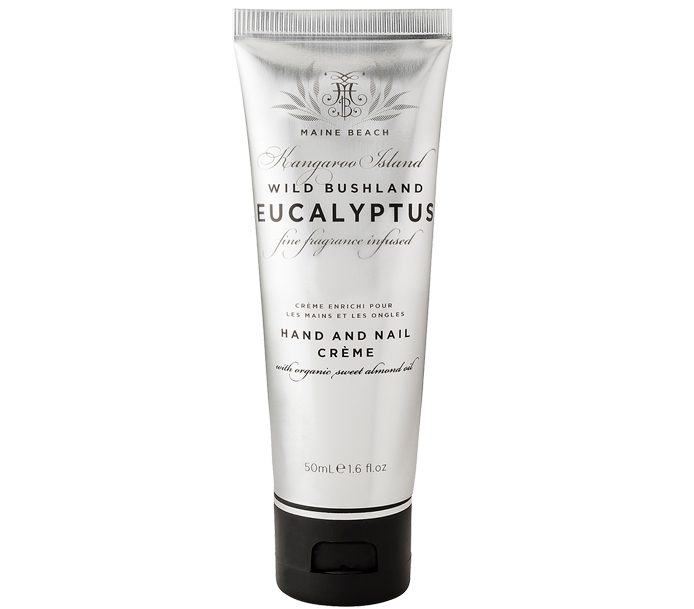 MAINE BEACH
Kangaroo Island
WILD BUSHLAND
EUCALYPTUS
fine fragrance infused
CRÈME ENRICHI POUR
LES MAINS ET LES ONGLES
HAND AND NAIL
CRÈME
with organic sweet almond oil
50mL℮1.6 fl.oz